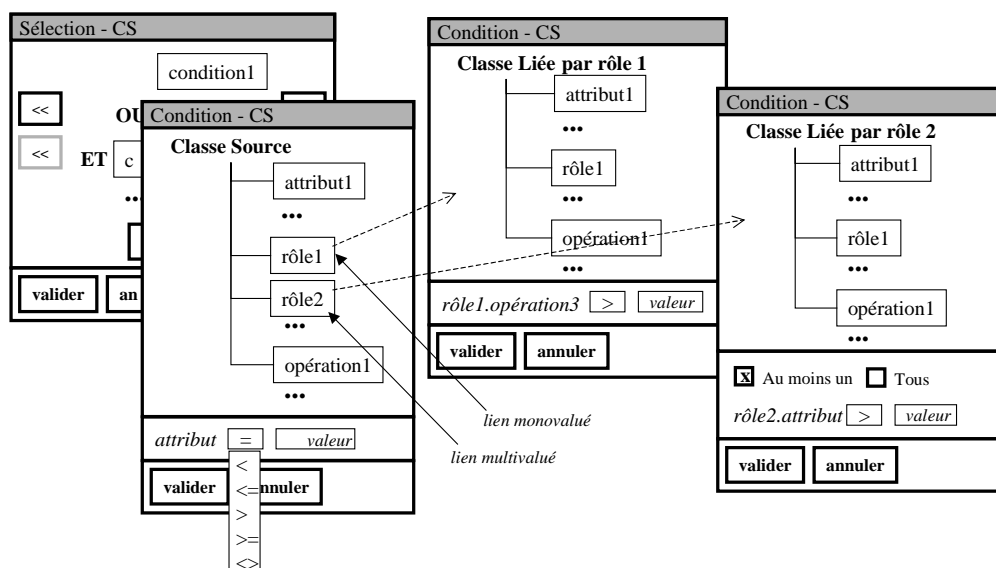 Sélection - CS
condition1
<<
OU
<<
ET
c
•••
valider
an
Condition - CS
Classe Source
attribut1
•••
rôle1
rôle2
•••
opération1
•••
attribut = valeur
valider
nnuler
<
<=
>
>=
<>
Condition - CS
Classe Liée par rôle 1
attribut1
•••
rôle1
•••
opération1
•••
rôle1.opération3 > valeur
valider annuler
lien monovalué
lien multivalué
Condition - CS
Classe Liée par rôle 2
attribut1
•••
rôle1
•••
opération1
•••
x Au moins un Tous
rôle2.attribut > valeur
valider annuler